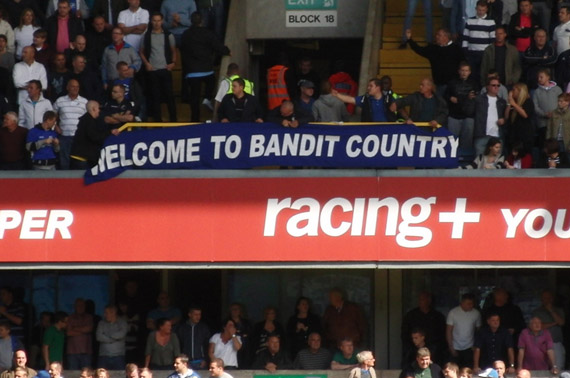 EXIT
BLOCK 18
WELCOME TO BANDIT COUNTRY
PER racing+ YOU